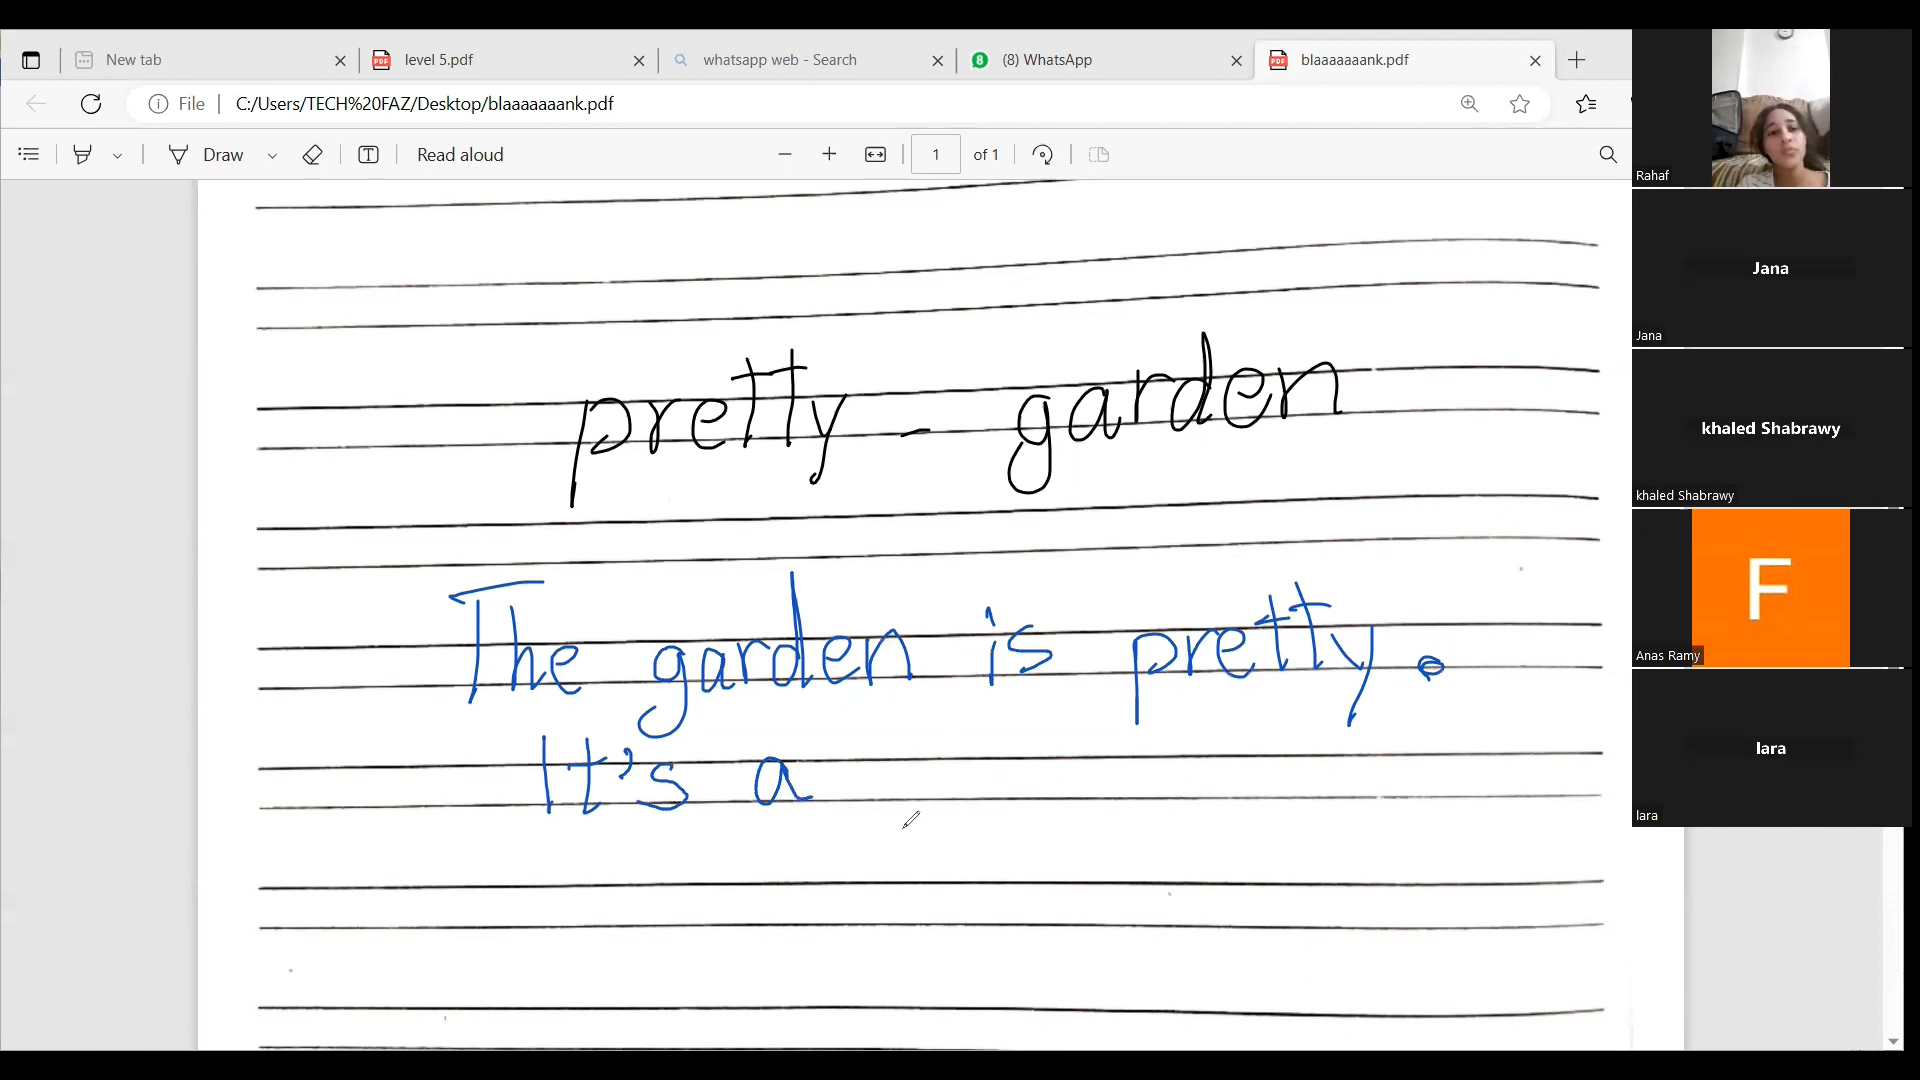 New tab
level 5.pdf
whatsapp web - Search
(8) WhatsApp
blaaaaaaank.pdf
File
C:/Users/TECH%20FAZ/Desktop/blaaaaaaank.pdf
Draw
Read aloud
1 of 1
pretty - garden
The garden is pretty.
It's a
Rahaf
Jana
Jana
khaled Shabrawy
khaled Shabrawy
F
Anas Ramy
lara
lara